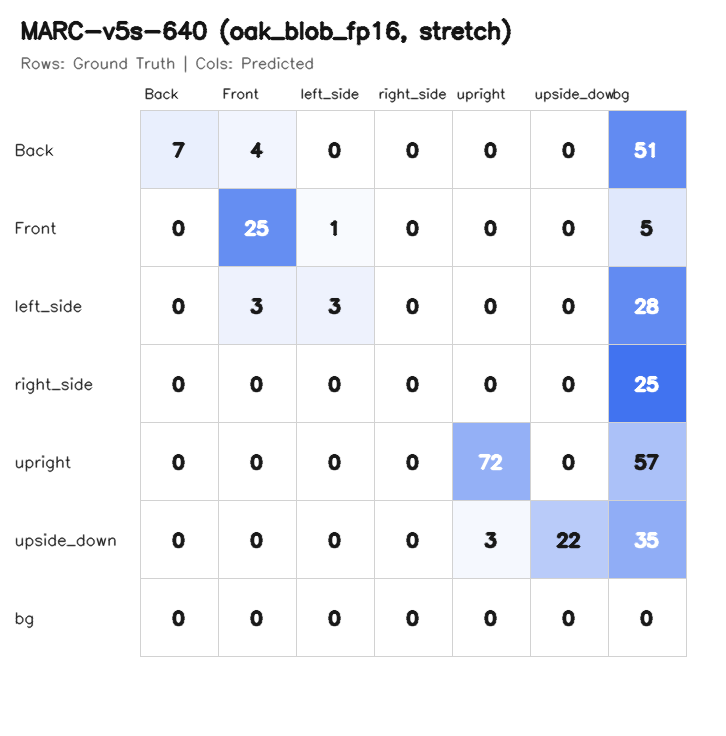 MARC-v5s-640 (oak_blob_fp16, stretch)
Rows: Ground Truth | Cols: Predicted
Back Front left_side right_side upright upside_dowbg
Back 7 4 0 0 0 0 51
Front 0 25 1 0 0 0 5
left_side 0 3 3 0 0 0 28
right_side 0 0 0 0 0 0 25
upright 0 0 0 0 72 0 57
upside_down 0 0 0 0 3 22 35
bg 0 0 0 0 0 0 0